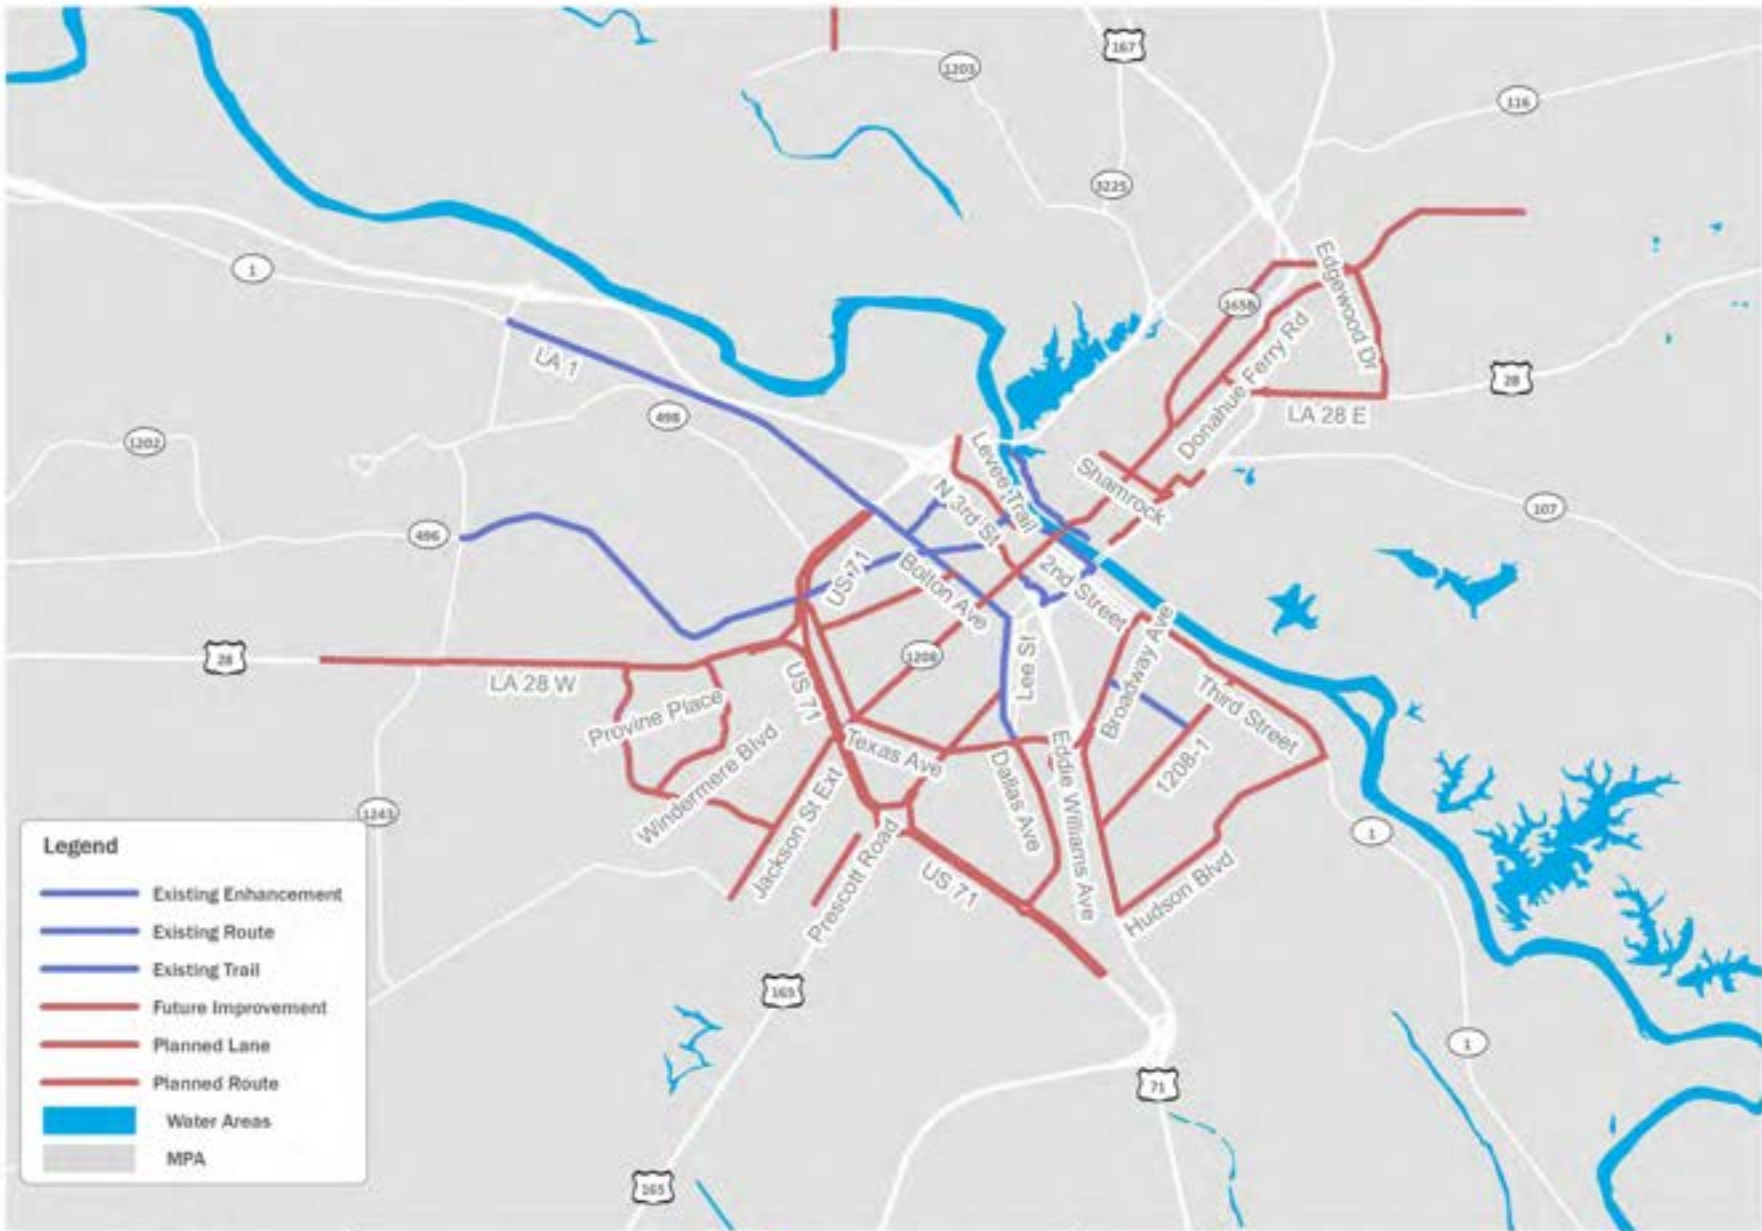 167
1203
116
3225
1
Edgewood Dr
1658
Donahue Ferry Rd
LA 1
28
498
LA 28 E
1202
Levee Trail
Shamrock
N 3rd St
107
496
US 71
Bolton Ave
2nd Street
28
1208
Lee St
Broadway Ave
LA 28 W
US 71
Third Street
Provine Place
Texas Ave
Windermere Blvd
Eddie Williams Ave
1208-1
Dallas Ave
Jackson St Ext
1243
1
Prescott Road
US 71
Hudson Blvd
165
1
71
165
Legend
Existing Enhancement
Existing Route
Existing Trail
Future Improvement
Planned Lane
Planned Route
Water Areas
MPA